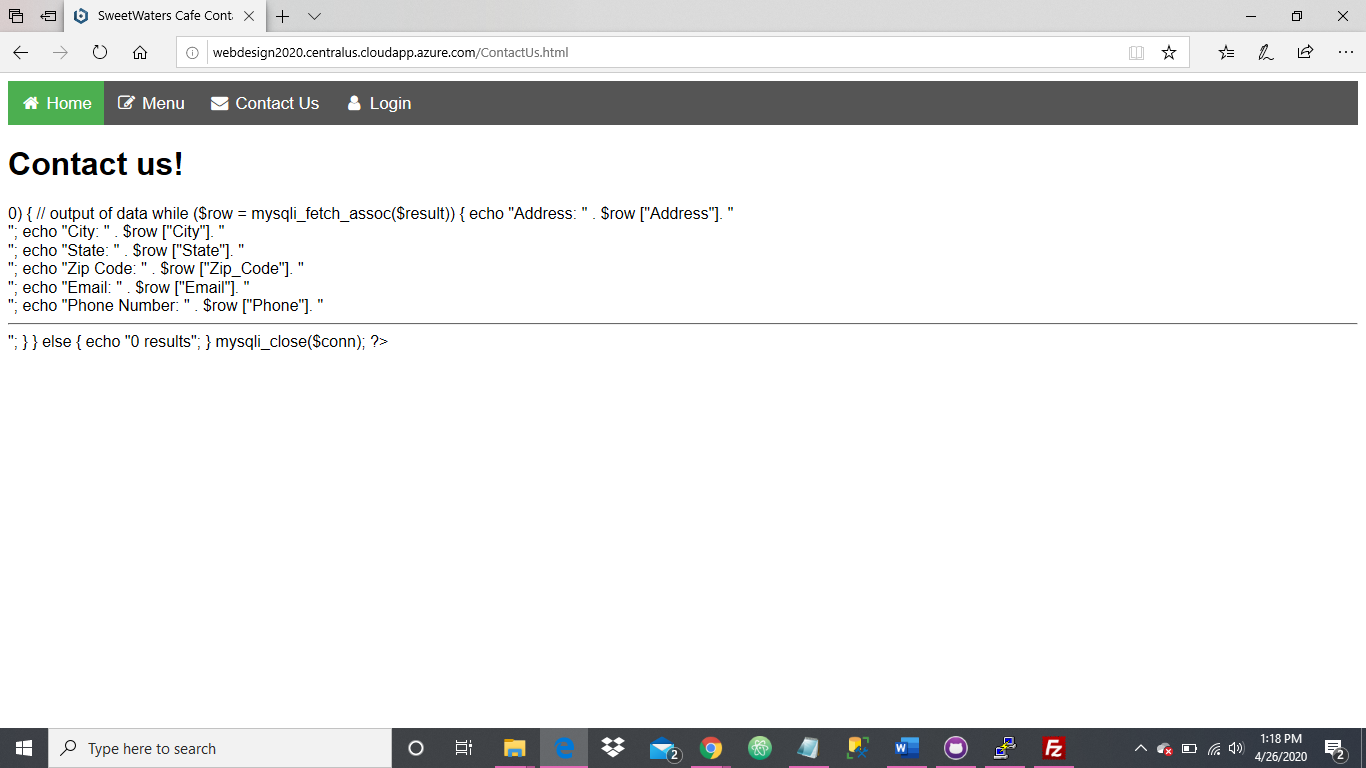 SweetWaters Cafe Cont
webdesign2020.centralus.cloudapp.azure.com/ContactUs.html
Home Menu Contact Us Login
Contact us!
0) { // output of data while ($row = mysqli_fetch_assoc($result)) { echo "Address: " . $row ["Address"]. "
"; echo "City: " . $row ["City"]. "
"; echo "State: " . $row ["State"]. "
"; echo "Zip Code: " . $row ["Zip_Code"]. "
"; echo "Email: " . $row ["Email"]. "
"; echo "Phone Number: " . $row ["Phone"]. "
"; } } else { echo "0 results"; } mysqli_close($conn); ?>
Type here to search
2
W
Fz
1:18 PM
4/26/2020
2